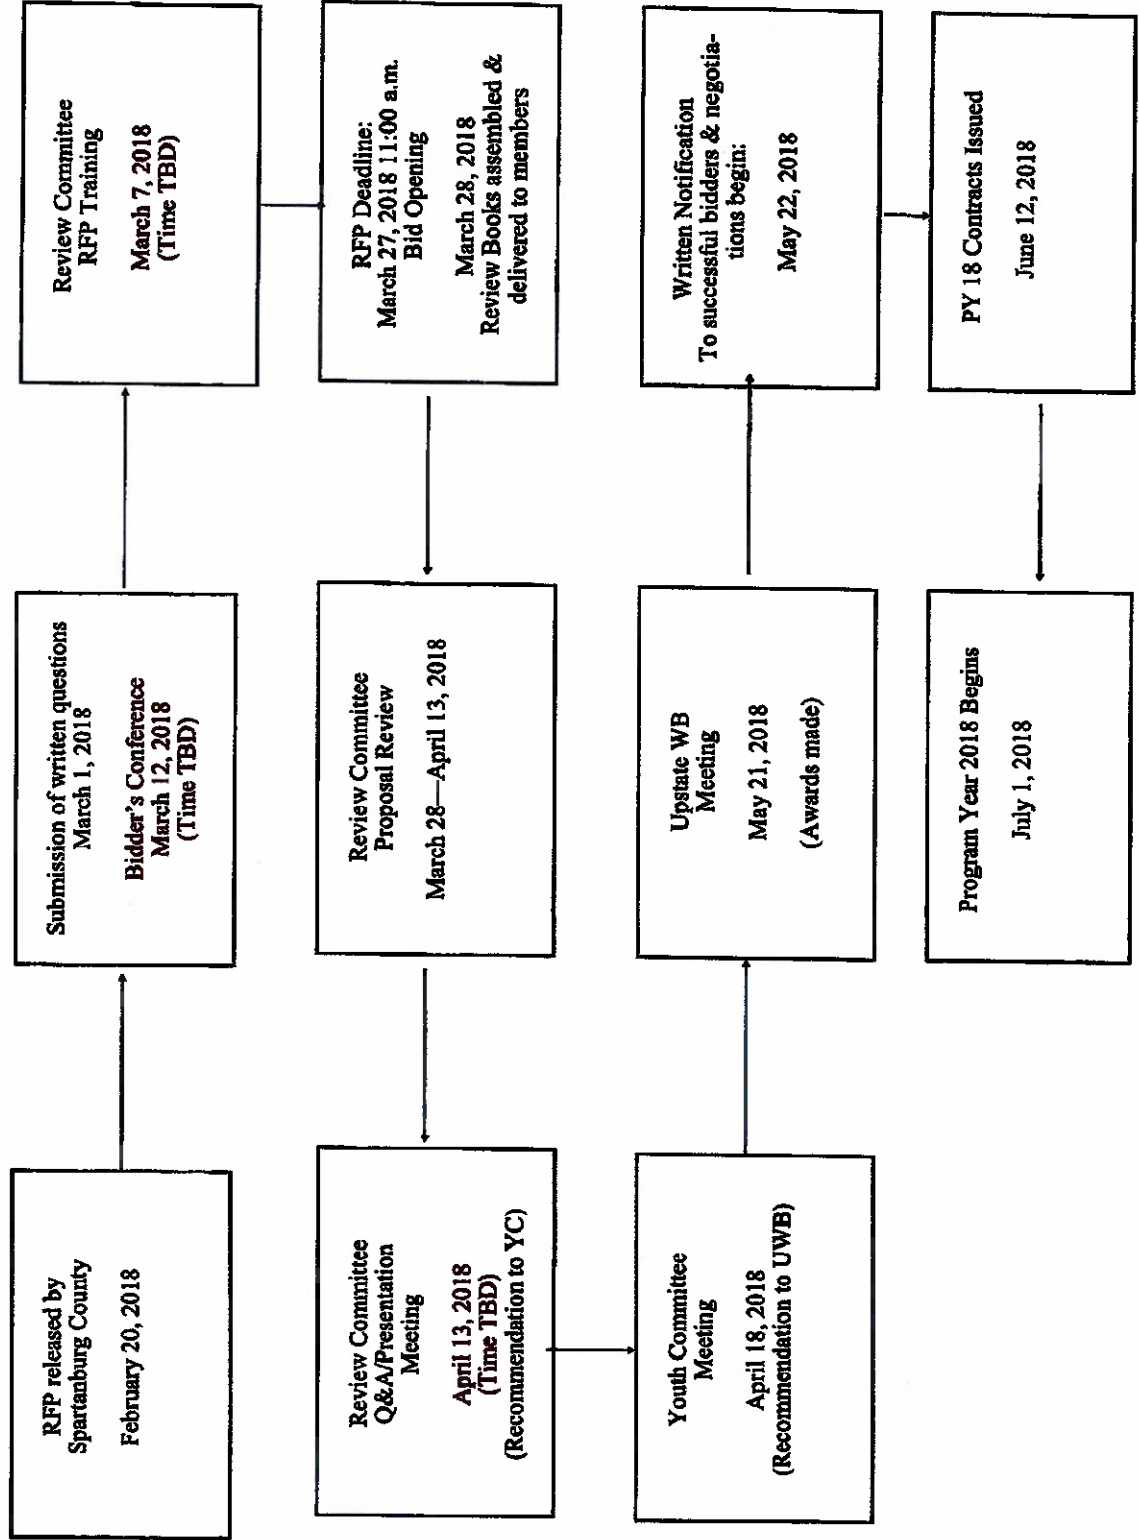 RFP released by
Spartanburg County
February 20, 2018
Submission of written questions
March 1, 2018
Bidder's Conference
March 12, 2018
(Time TBD)
Review Committee
RFP Training
March 7, 2018
(Time TBD)
RFP Deadline:
March 27, 2018 11:00 a.m.
Bid Opening
March 28, 2018
Review Books assembled &
delivered to members
Review Committee
Proposal Review
March 28—April 13, 2018
Review Committee
Q&A/Presentation
Meeting
April 13, 2018
(Time TBD)
(Recommendation to YC)
Youth Committee
Meeting
April 18, 2018
(Recommendation to UWB)
Upstate WB
Meeting
May 21, 2018
(Awards made)
Written Notification
To successful bidders & negotia-
tions begin:
May 22, 2018
PY 18 Contracts Issued
June 12, 2018
Program Year 2018 Begins
July 1, 2018